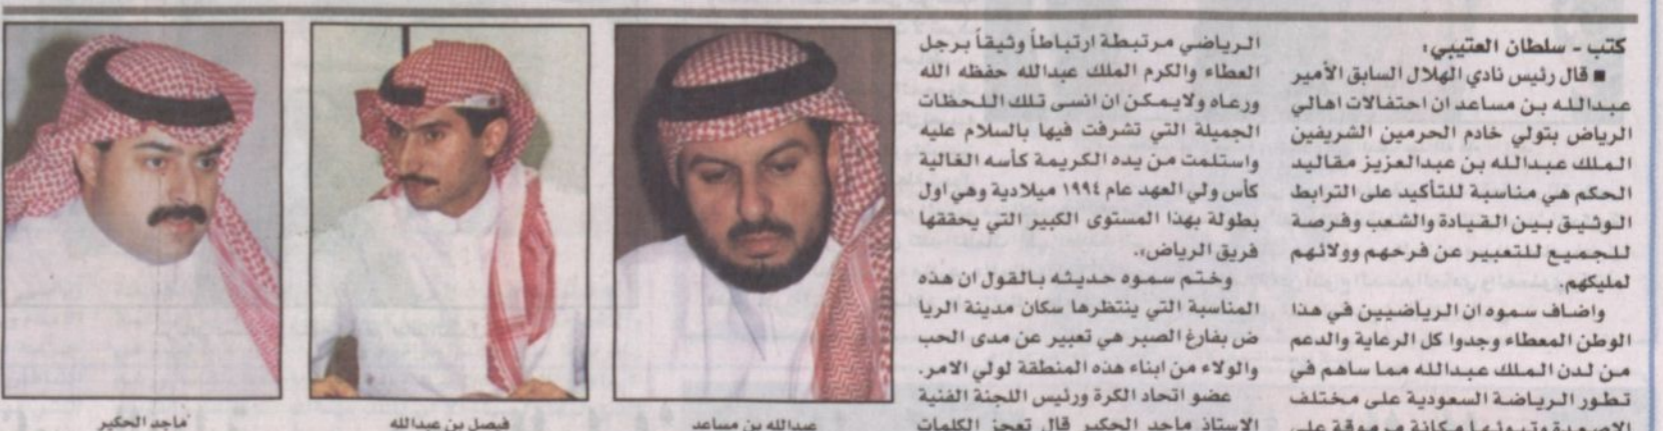 كتب - سلطان العتيبي:
■ قال رئيس نادي الهلال السابق الأمير
عبدالله بن مساعد ان احتفالات اهالي
الرياض بتولي خادم الحرمين الشريفين
الملك عبدالله بن عبدالعزيز مقاليد
الحكم هي مناسبة للتأكيد على الترابط
الوثيق بين القيادة والشعب وفرصة
للجميع للتعبير عن فرحهم وولائهم
لمليكهم.
واضاف سموه ان الرياضيين في هذا
الوطن المعطاء وجدوا كل الرعاية والدعم
من لدن الملك عبدالله مما ساهم في
تطور الرياضة السعودية على مختلف
الاصعدة وتبوئها مكانة مرموقة على
الرياضي مرتبطة ارتباطاً وثيقاً برجل
العطاء والكرم الملك عبدالله حفظه الله
ورعاه ولايمكن ان انسى تلك اللحظات
الجميلة التي تشرفت فيها بالسلام عليه
واستلمت من يده الكريمة كأسه الغالية
كأس ولي العهد عام ١٩٩٤ ميلادية وهي اول
بطولة بهذا المستوى الكبير التي يحققها
فريق الرياض».
وختم سموه حديثه بالقول ان هذه
المناسبة التي ينتظرها سكان مدينة الريا
ض بفارغ الصبر هي تعبير عن مدى الحب
والولاء من ابناء هذه المنطقة لولي الامر.
عضو اتحاد الكرة ورئيس اللجنة الفنية
الاستاذ ماجد الحكير قال تعجز الكلمات
عبدالله بن مساعد
فيصل بن عبدالله
ماجد الحكير